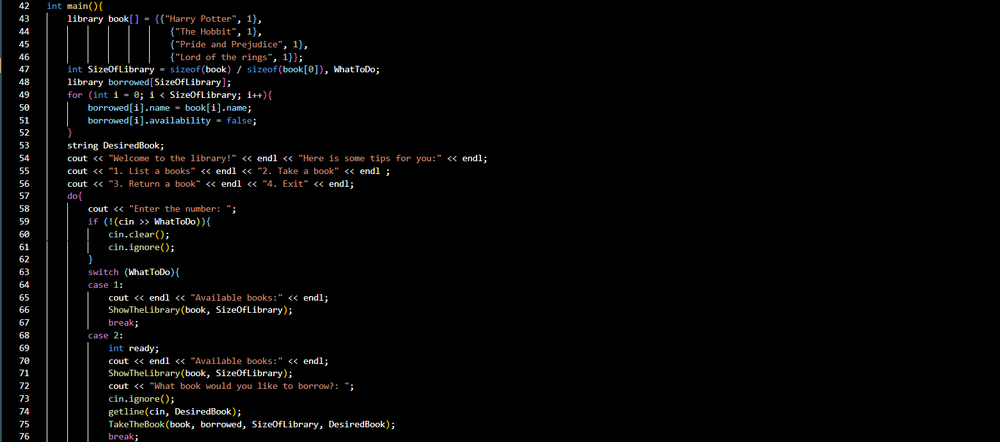 42 int main(){
43 library book[] = {{"Harry Potter", 1},
44 {"The Hobbit", 1},
45 {"Pride and Prejudice", 1},
46 {"Lord of the rings", 1}};
47 int SizeOfLibrary = sizeof(book) / sizeof(book[0]), WhatToDo;
48 library borrowed[SizeOfLibrary];
49 for (int i = 0; i < SizeOfLibrary; i++){
50 borrowed[i].name = book[i].name;
51 borrowed[i].availability = false;
52 }
53 string DesiredBook;
54 cout << "Welcome to the library!" << endl << "Here is some tips for you:" << endl;
55 cout << "1. List a books" << endl << "2. Take a book" << endl ;
56 cout << "3. Return a book" << endl << "4. Exit" << endl;
57 do{
58 cout << "Enter the number: ";
59 if (!(cin >> WhatToDo)){
60 cin.clear();
61 cin.ignore();
62 }
63 switch (WhatToDo){
64 case 1:
65 cout << endl << "Available books:" << endl;
66 ShowTheLibrary(book, SizeOfLibrary);
67 break;
68 case 2:
69 int ready;
70 cout << endl << "Available books:" << endl;
71 ShowTheLibrary(book, SizeOfLibrary);
72 cout << "What book would you like to borrow?: ";
73 cin.ignore();
74 getline(cin, DesiredBook);
75 TakeTheBook(book, borrowed, SizeOfLibrary, DesiredBook);
76 break;